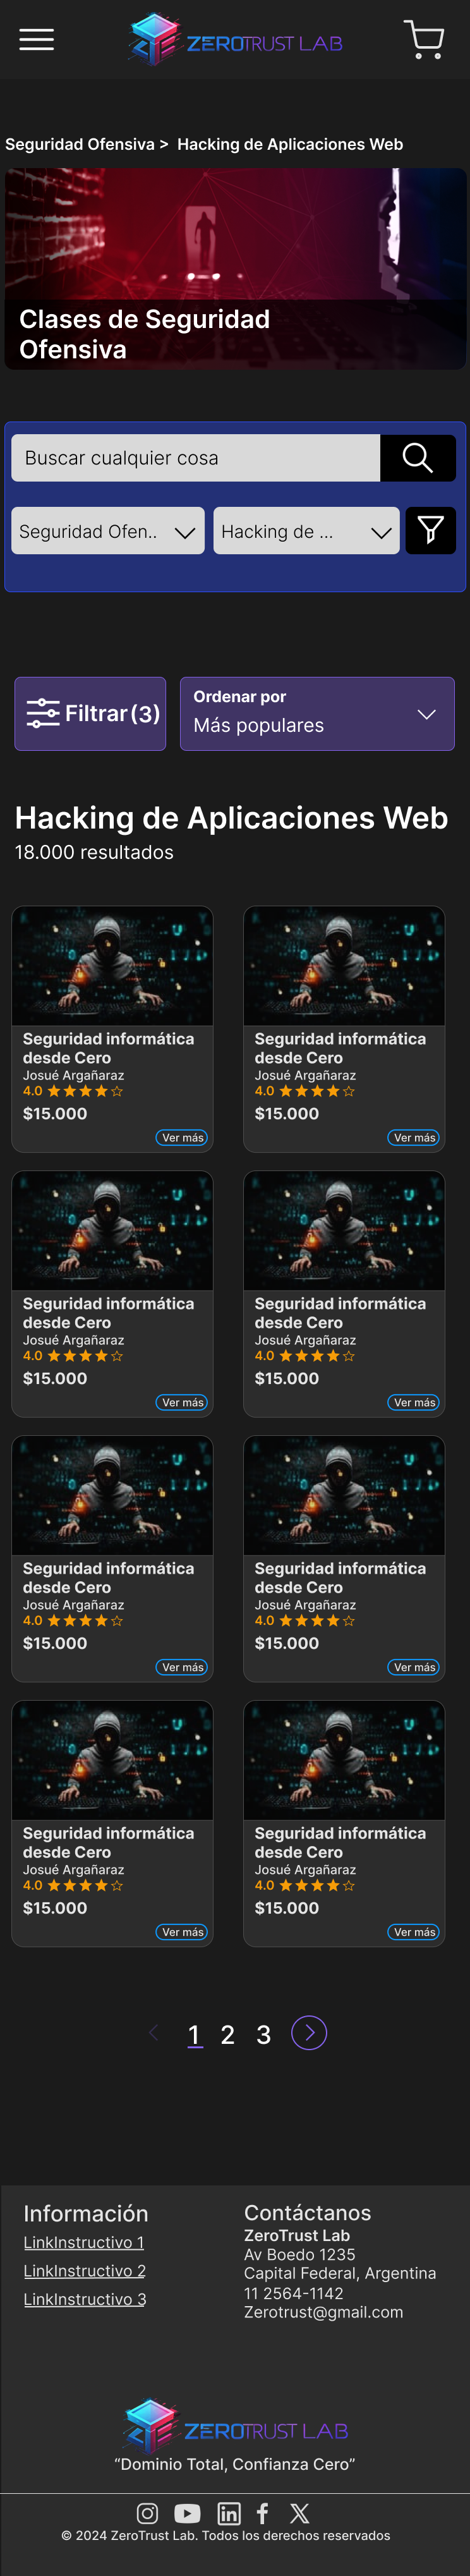 ZEROTRUST LAB
Seguridad Ofensiva > Hacking de Aplicaciones Web
Clases de Seguridad
Ofensiva
Buscar cualquier cosa
Seguridad Ofen..
Hacking de ...
Filtrar(3)
Ordenar por
Más populares
Hacking de Aplicaciones Web
18.000 resultados
Seguridad informática
desde Cero
Josué Argañaraz
4.0
$15.000
Ver más
Seguridad informática
desde Cero
Josué Argañaraz
4.0
$15.000
Ver más
Seguridad informática
desde Cero
Josué Argañaraz
4.0
$15.000
Ver más
Seguridad informática
desde Cero
Josué Argañaraz
4.0
$15.000
Ver más
Seguridad informática
desde Cero
Josué Argañaraz
4.0
$15.000
Ver más
Seguridad informática
desde Cero
Josué Argañaraz
4.0
$15.000
Ver más
Seguridad informática
desde Cero
Josué Argañaraz
4.0
$15.000
Ver más
Seguridad informática
desde Cero
Josué Argañaraz
4.0
$15.000
Ver más
1 2 3
Información
LinkInstructivo 1
LinkInstructivo 2
LinkInstructivo 3
Contáctanos
ZeroTrust Lab
Av Boedo 1235
Capital Federal, Argentina
11 2564-1142
Zerotrust@gmail.com
ZEROTRUST LAB
“Dominio Total, Confianza Cero”
© 2024 ZeroTrust Lab. Todos los derechos reservados